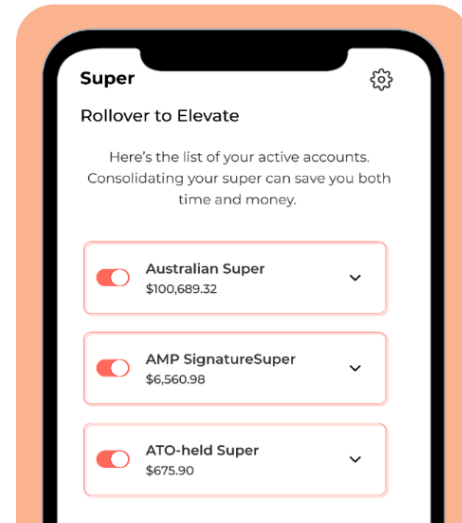 Super
Rollover to Elevate
Here's the list of your active accounts.
Consolidating your super can save you both
time and money.
Australian Super
$100,689.32
AMP SignatureSuper
$6,560.98
ATO-held Super
$675.90